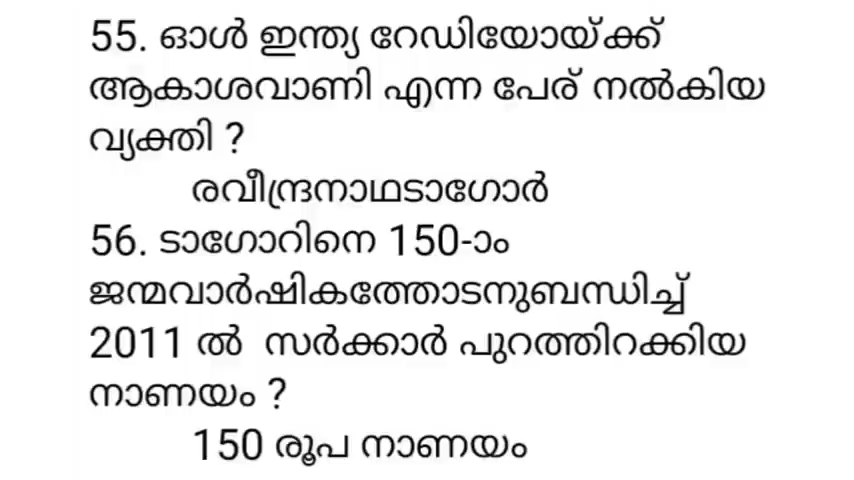 55. ഓൾ ഇന്ത്യ റേഡിയോയ്ക്ക്
ആകാശവാണി എന്ന പേര് നൽകിയ
വ്യക്തി ?
രവീന്ദ്രനാഥടാഗോർ
56. ടാഗോറിനെ 150-ാം
ജന്മവാർഷികത്തോടനുബന്ധിച്ച്
2011 ൽ സർക്കാർ പുറത്തിറക്കിയ
നാണയം ?
150 രൂപ നാണയം